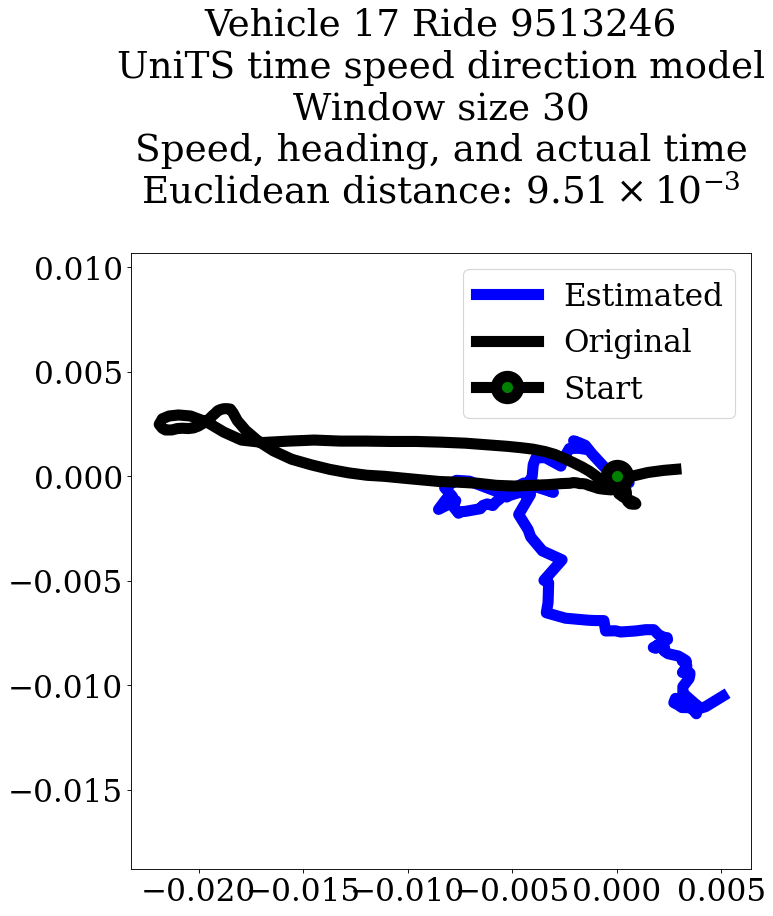 Vehicle 17 Ride 9513246
UniTS time speed direction model
Window size 30
Speed, heading, and actual time
Euclidean distance: 9.51 × 10⁻³
Estimated
Original
Start
0.010
0.005
0.000
−0.005
−0.010
−0.015
−0.020 −0.015 −0.010 −0.005 0.000 0.005